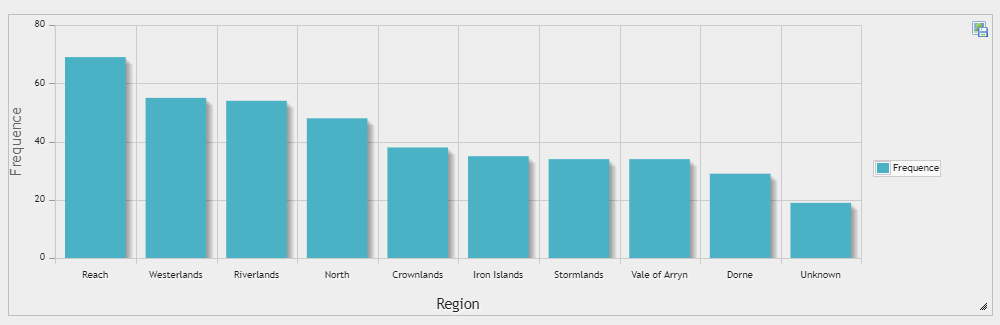 80
60
40
20
0
Frequence
Reach Westerlands Riverlands North Crownlands Iron Islands Stormlands Vale of Arryn Dorne Unknown
Region
Frequence